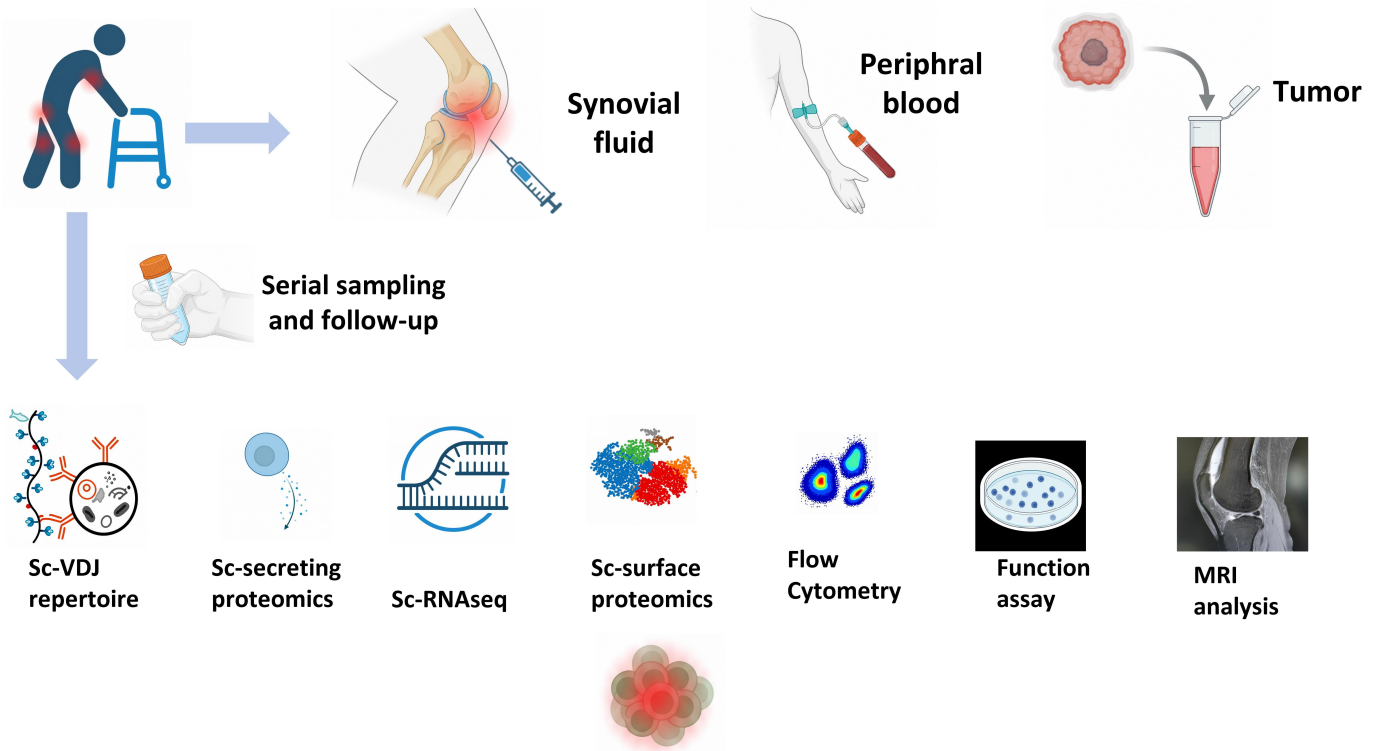 Synovial
fluid
Periphral
blood
Tumor
Serial sampling
and follow-up
Sc-VDJ
repertoire
Sc-secreting
proteomics
Sc-RNAseq
Sc-surface
proteomics
Flow
Cytometry
Function
assay
MRI
analysis